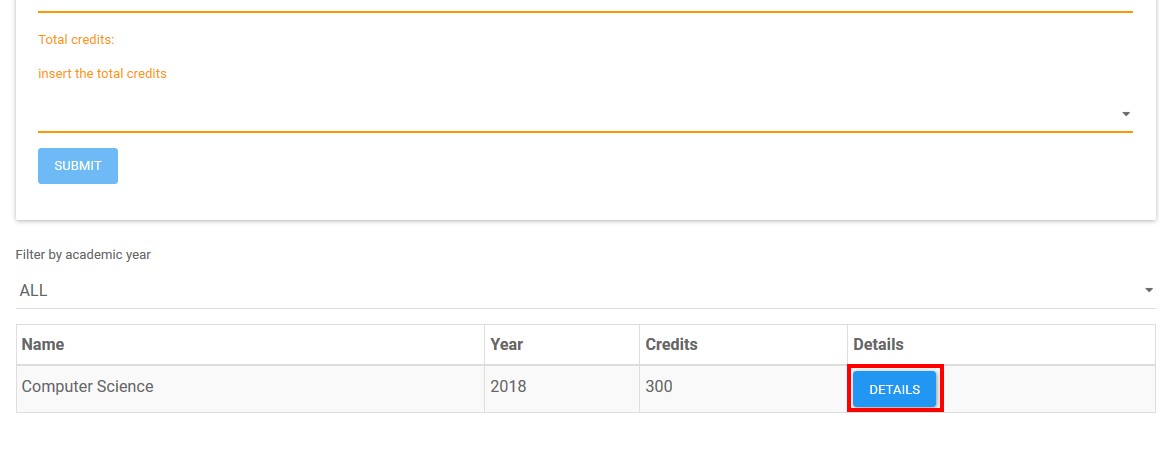 Total credits:
insert the total credits
SUBMIT
Filter by academic year
ALL
Name Year Credits Details
Computer Science 2018 300 DETAILS